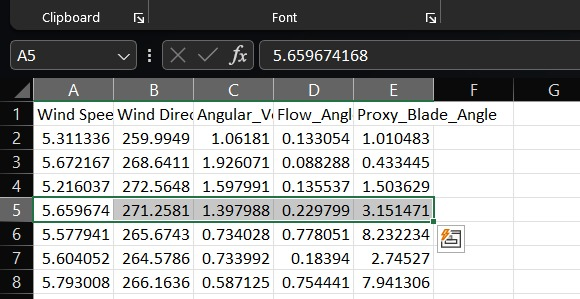 Clipboard Font
A5 fx 5.659674168
A B C D E F G
1 Wind Spee Wind Direc Angular_Ve Flow_Angl Proxy_Blade_Angle
2 5.311336 259.9949 1.06181 0.133054 1.010483
3 5.672167 268.6411 1.926071 0.088288 0.433445
4 5.216037 272.5648 1.597991 0.135537 1.503629
5 5.659674 271.2581 1.397988 0.229799 3.151471
6 5.577941 265.6743 0.734028 0.778051 8.232234
7 5.604052 264.5786 0.733992 0.18394 2.74527
8 5.793008 266.1636 0.587125 0.754441 7.941306